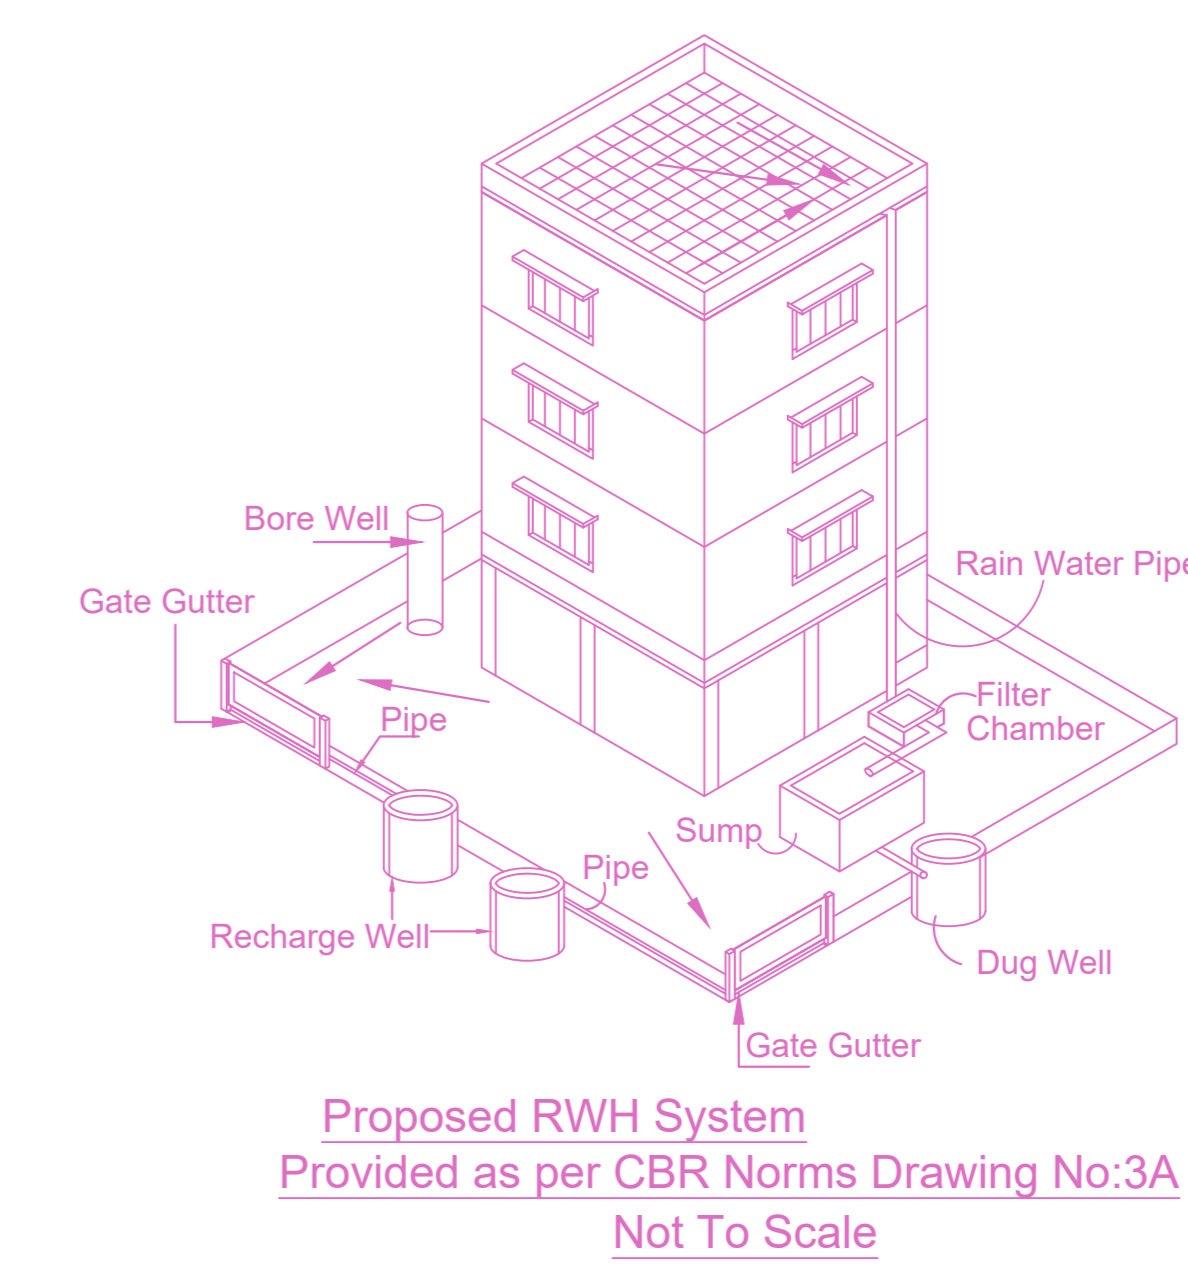 Bore Well
Rain Water Pipe
Gate Gutter
Filter
Chamber
Pipe
Sump
Pipe
Recharge Well
Dug Well
Gate Gutter
Proposed RWH System
Provided as per CBR Norms Drawing No:3A
Not To Scale